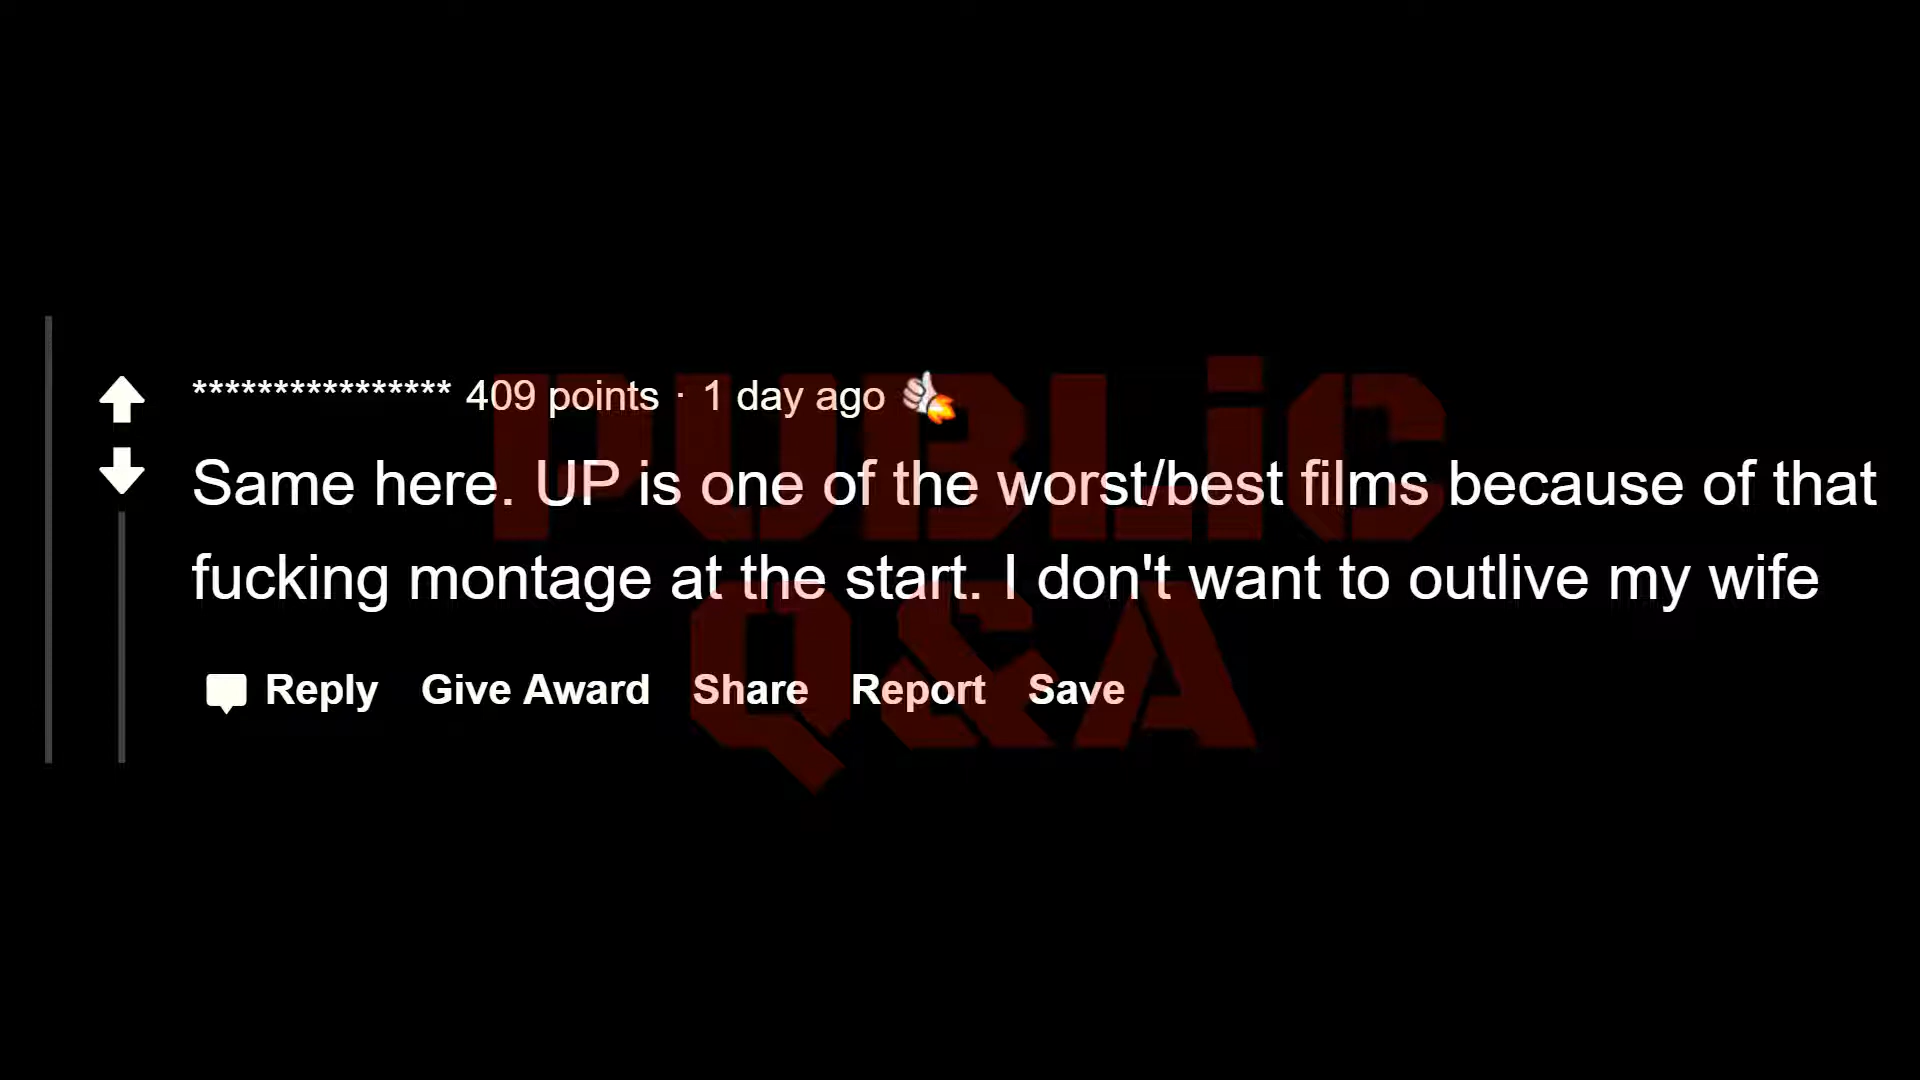 **************** 409 points · 1 day ago
Same here. UP is one of the worst/best films because of that
fucking montage at the start. I don't want to outlive my wife
Reply Give Award Share Report Save
PUBLiC
Q&A